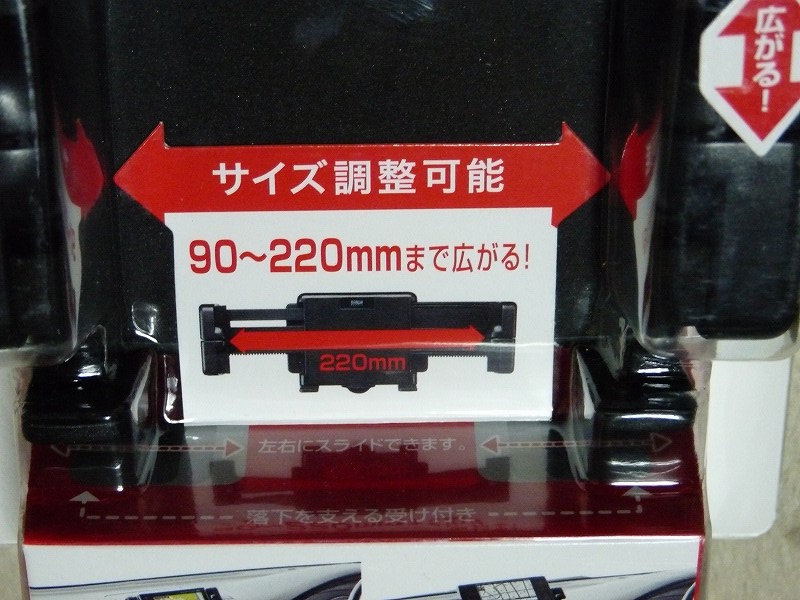 広がる!
サイズ調整可能
90～220mmまで広がる!
220mm
左右にスライドできます。
落下を支える受け付き